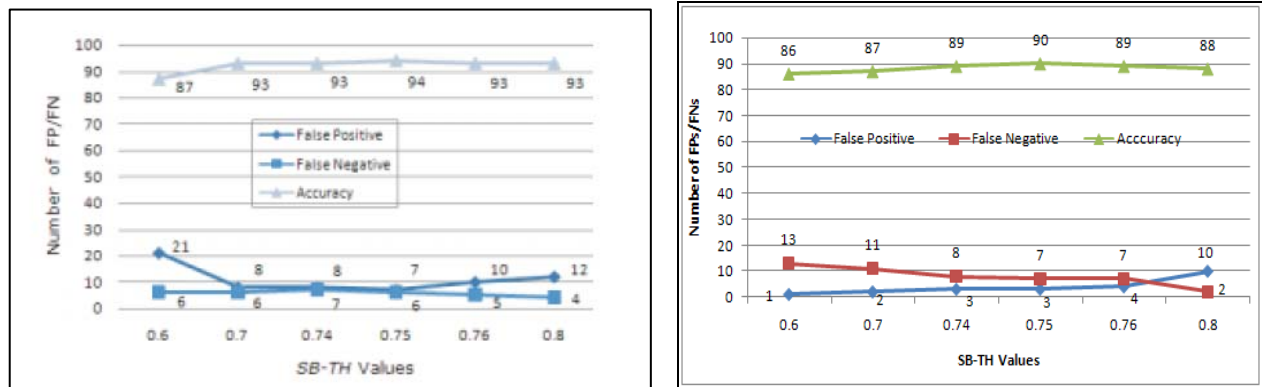 100
90
80
70
60
50
40
30
20
10
0
Number of FP/FN
87 93 93 94 93 93
False Positive
False Negative
Accuracy
21 8 8 7 10 12
6 6 7 6 5 4
0.6 0.7 0.74 0.75 0.76 0.8
SB-TH Values
100
90
80
70
60
50
40
30
20
10
0
Number of FPs/FNs
86 87 89 90 89 88
False Positive False Negative Acccuracy
13 11 8 7 7 10
1 2 3 3 4 2
0.6 0.7 0.74 0.75 0.76 0.8
SB-TH Values